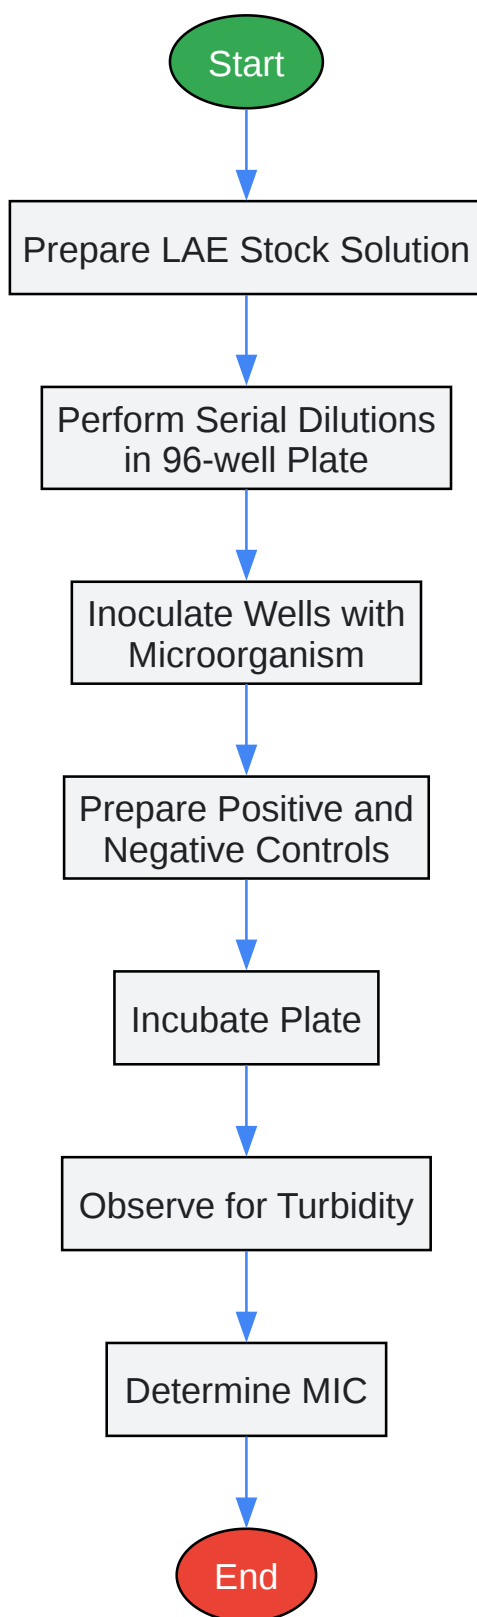 Start
Prepare LAE Stock Solution
Perform Serial Dilutions
in 96-well Plate
Inoculate Wells with
Microorganism
Prepare Positive and
Negative Controls
Incubate Plate
Observe for Turbidity
Determine MIC
End